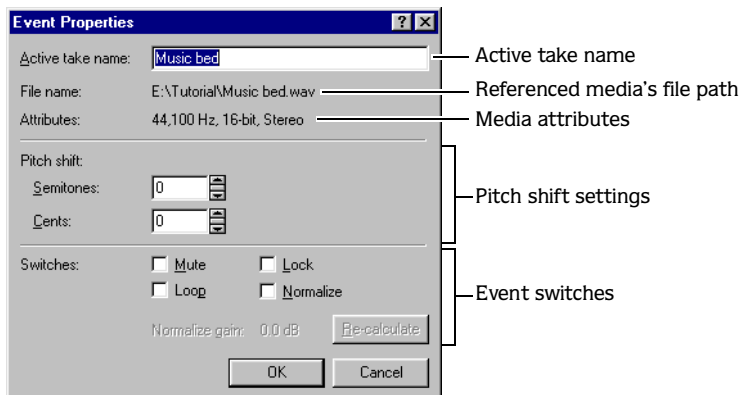 Event Properties
Active take name: Music bed
Active take name
File name: E:\Tutorial\Music bed.wav
Referenced media's file path
Attributes: 44,100 Hz, 16-bit, Stereo
Media attributes
Pitch shift:
Semitones: 0
Cents: 0
Pitch shift settings
Switches: Mute Lock
Loop Normalize
Event switches
Normalize gain: 0.0 dB Re-calculate
OK Cancel